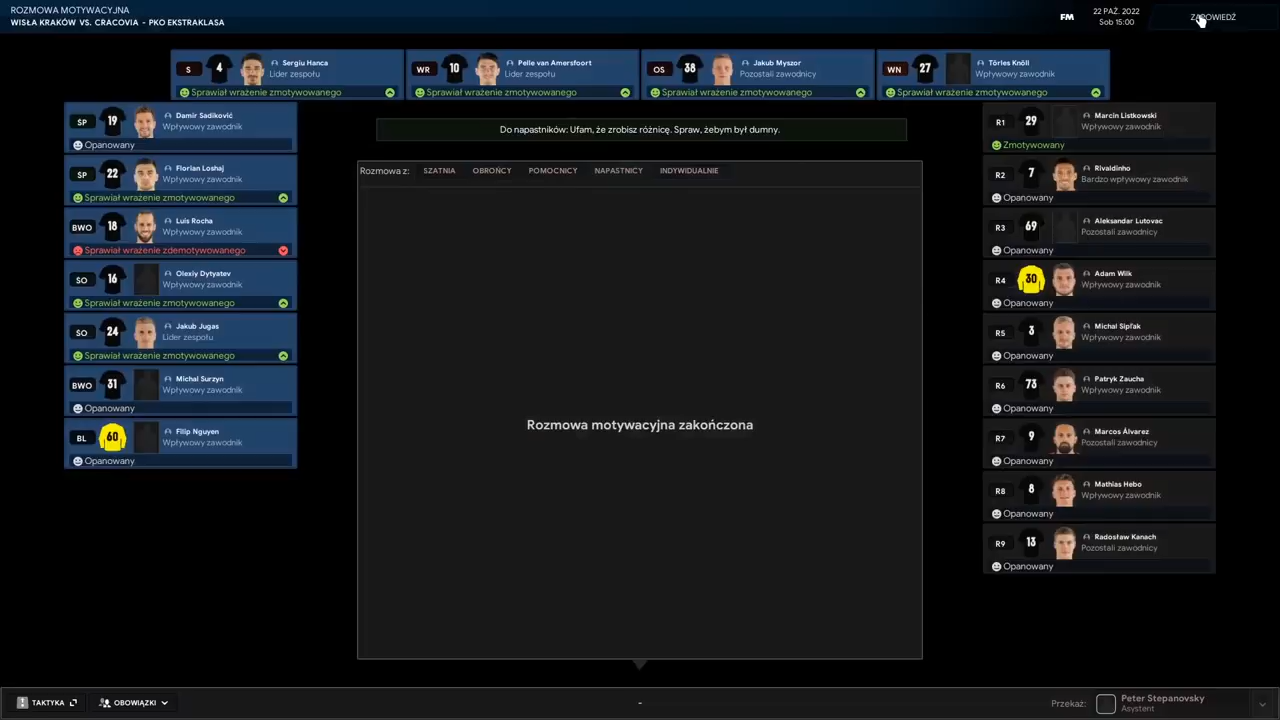 ROZMOWA MOTYWACYJNA
WISŁA KRAKÓW VS. CRACOVIA - PKO EKSTRAKLASA
FM
22 PAŹ. 2022
Sob 15:00
ZAPOWIEDŹ
S 4 Sergiu Hanca
Lider zespołu
Sprawiał wrażenie zmotywowanego
WR 10 Pelle van Amersfoort
Lider zespołu
Sprawiał wrażenie zmotywowanego
OS 38 Jakub Myszor
Pozostali zawodnicy
Sprawiał wrażenie zmotywowanego
WN 27 Törles Knöll
Wpływowy zawodnik
Sprawiał wrażenie zmotywowanego
ŚP 19 Damir Sadiković
Wpływowy zawodnik
Opanowany
ŚP 22 Florian Loshaj
Wpływowy zawodnik
Sprawiał wrażenie zmotywowanego
BWO 18 Luís Rocha
Wpływowy zawodnik
Sprawiał wrażenie zdemotywowanego
ŚO 16 Olexiy Dytyatev
Wpływowy zawodnik
Sprawiał wrażenie zmotywowanego
ŚO 24 Jakub Jugas
Lider zespołu
Sprawiał wrażenie zmotywowanego
BWO 31 Michal Surzyn
Wpływowy zawodnik
Opanowany
BL 60 Filip Nguyen
Wpływowy zawodnik
Opanowany
Do napastników: Ufam, że zrobisz różnicę. Spraw, żebym był dumny.
Rozmowa z: SZATNIA OBROŃCY POMOCNICY NAPASTNICY INDYWIDUALNIE
Rozmowa motywacyjna zakończona
R1 29 Marcin Listkowski
Wpływowy zawodnik
Zmotywowany
R2 7 Rivaldinho
Bardzo wpływowy zawodnik
Opanowany
R3 69 Aleksandar Lutovac
Pozostali zawodnicy
Opanowany
R4 30 Adam Wilk
Wpływowy zawodnik
Opanowany
R5 3 Michal Sipľak
Wpływowy zawodnik
Opanowany
R6 73 Patryk Zaucha
Wpływowy zawodnik
Opanowany
R7 9 Marcos Álvarez
Pozostali zawodnicy
Opanowany
R8 8 Mathias Hebo
Wpływowy zawodnik
Opanowany
R9 13 Radosław Kanach
Pozostali zawodnicy
Opanowany
TAKTYKA
OBOWIĄZKI
-
Przekaż:
Peter Stepanovsky
Asystent